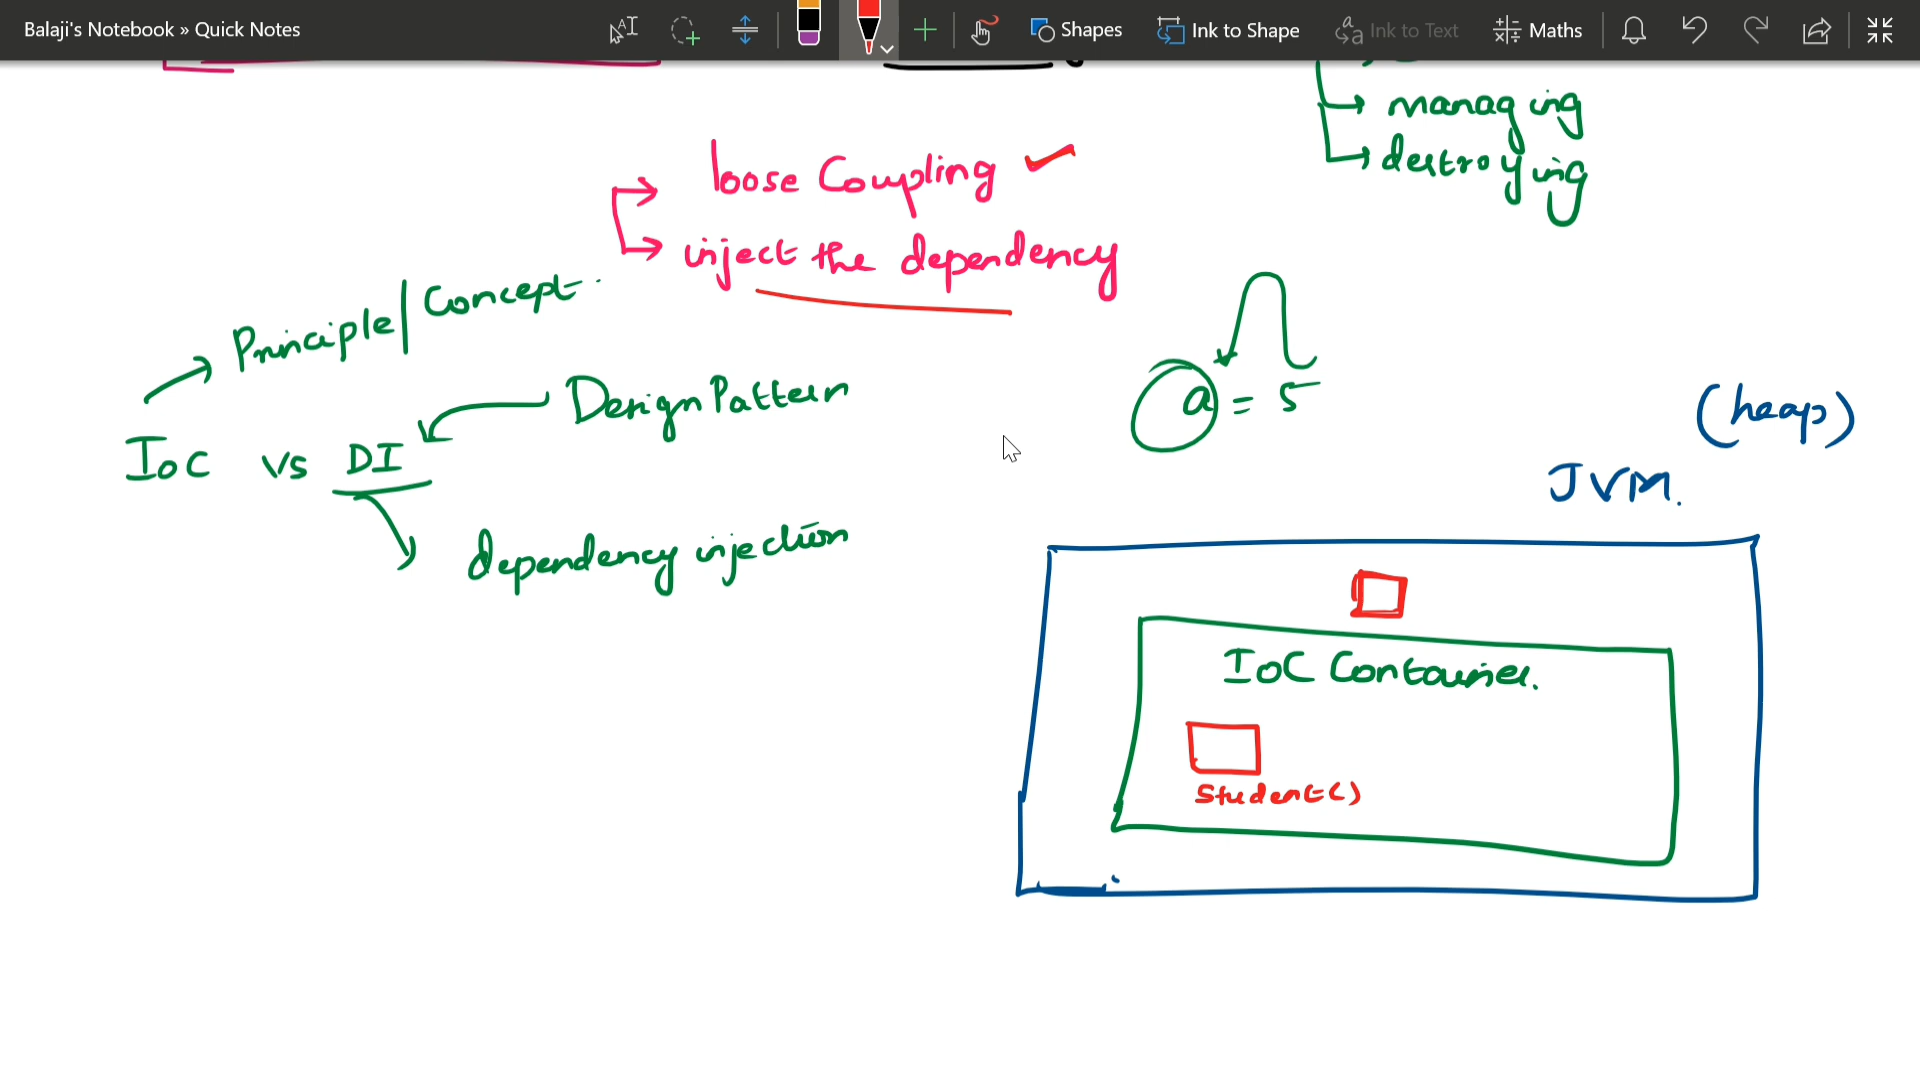 Balaji's Notebook » Quick Notes
Shapes
Ink to Shape
Ink to Text
Maths
managing
destroying
loose Coupling
inject the dependency
Principle/Concept
Design Pattern
IoC vs DI
dependency injection
a = 5
(heap)
JVM.
IoC Container.
Student()